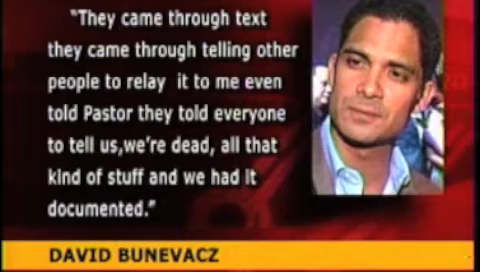 "They came through text
they came through telling other
people to relay it to me even
told Pastor they told everyone
to tell us,we're dead, all that
kind of stuff and we had it
documented."
DAVID BUNEVACZ